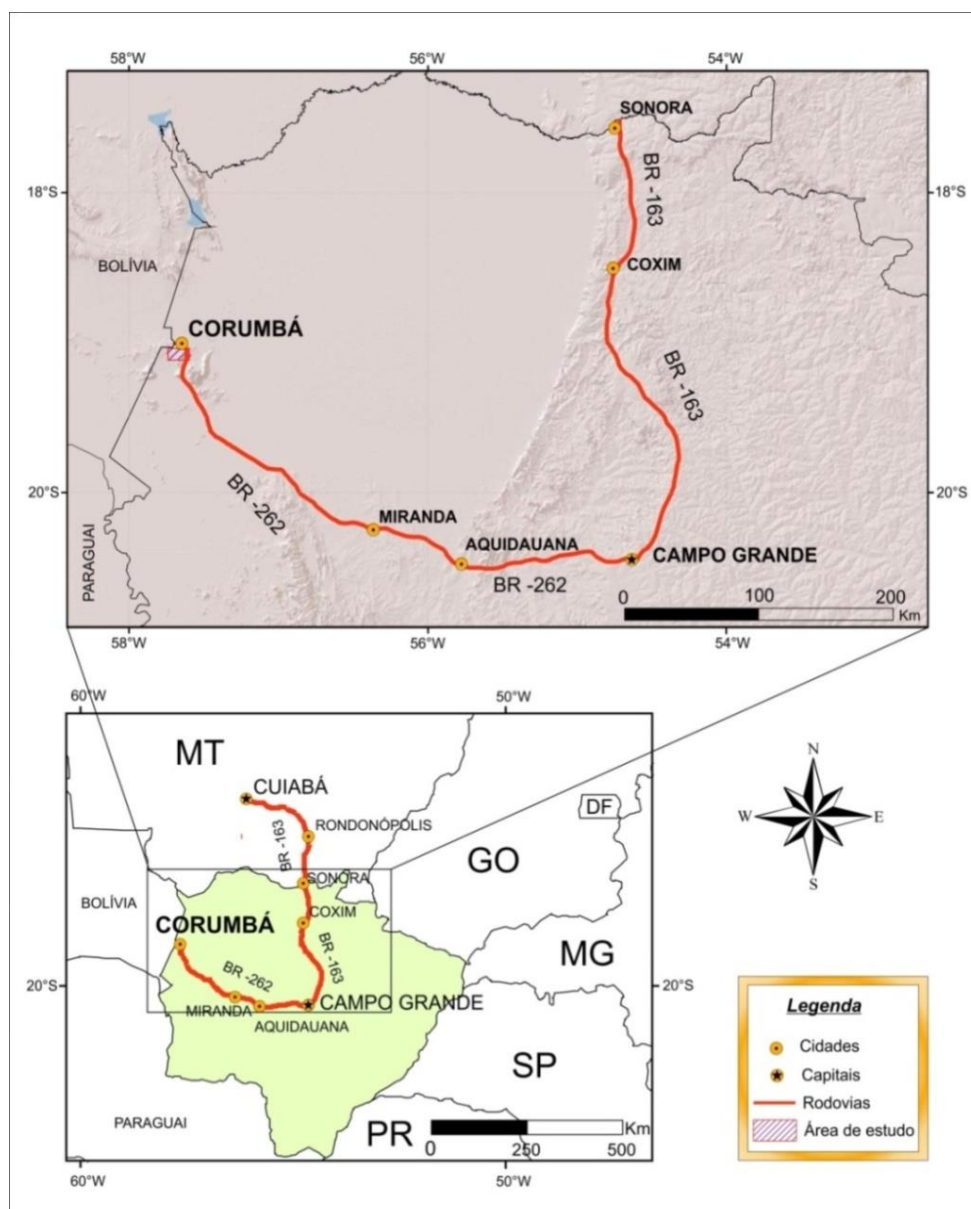 58°W 56°W 54°W
SONORA
BR -163
18°S 18°S
BOLÍVIA
COXIM
CORUMBÁ
BR -163
20°S 20°S
BR -262
MIRANDA
AQUIDAUANA
CAMPO GRANDE
BR -262
PARAGUAI
0 100 200
Km
58°W 56°W 54°W
60°W 50°W
MT
CUIABÁ
DF
RONDONÓPOLIS
BR -163
GO
SONORA
BOLÍVIA
COXIM
CORUMBÁ
BR -163
MG
BR -262
20°S
MIRANDA
CAMPO GRANDE
AQUIDAUANA
SP
PARAGUAI
PR
Km
0 250 500
60°W 50°W
N
W E
S
Legenda
Cidades
Capitais
Rodovias
Área de estudo